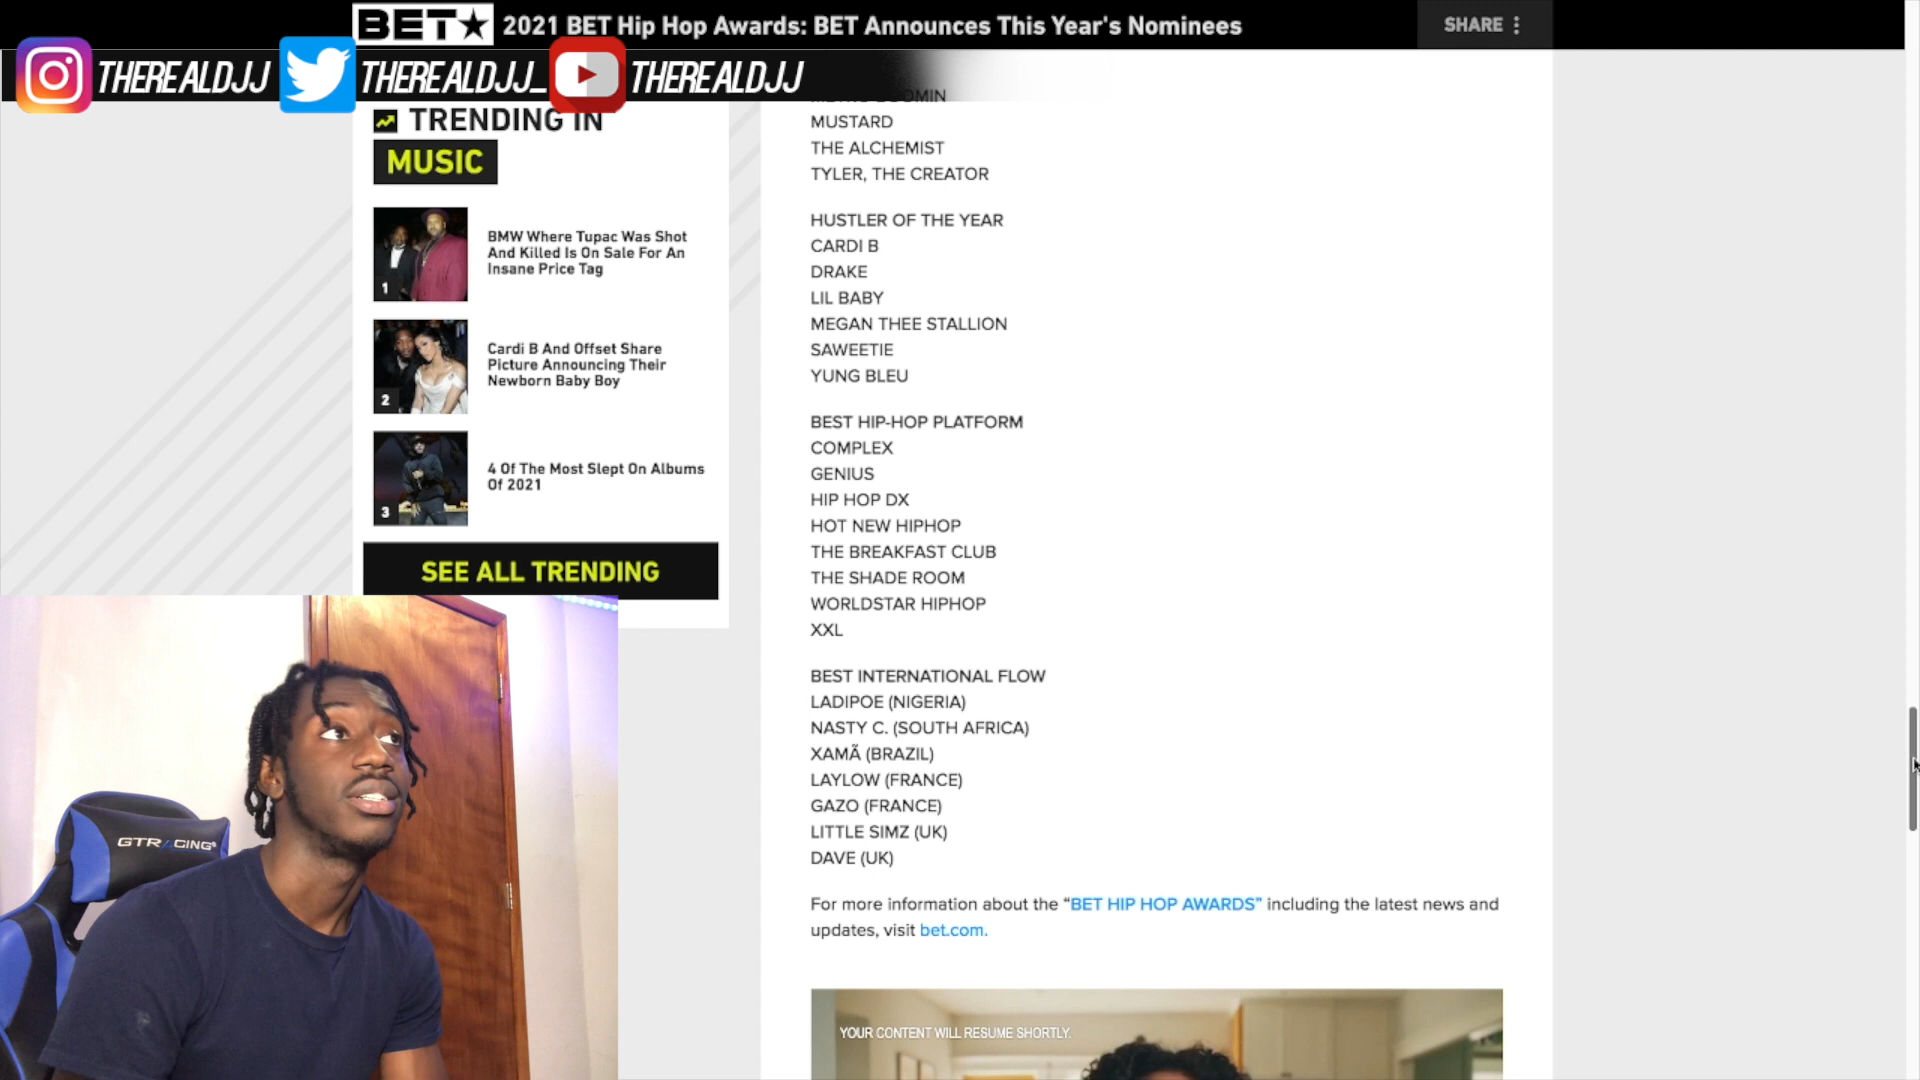 BET★ 2021 BET Hip Hop Awards: BET Announces This Year's Nominees
SHARE
THEREALDJJ THEREALDJJ_ THEREALDJJ
TRENDING IN
MUSIC
1
BMW Where Tupac Was Shot
And Killed Is On Sale For An
Insane Price Tag
2
Cardi B And Offset Share
Picture Announcing Their
Newborn Baby Boy
3
4 Of The Most Slept On Albums
Of 2021
SEE ALL TRENDING
GTRACING
MUSTARD
THE ALCHEMIST
TYLER, THE CREATOR
HUSTLER OF THE YEAR
CARDI B
DRAKE
LIL BABY
MEGAN THEE STALLION
SAWEETIE
YUNG BLEU
BEST HIP-HOP PLATFORM
COMPLEX
GENIUS
HIP HOP DX
HOT NEW HIPHOP
THE BREAKFAST CLUB
THE SHADE ROOM
WORLDSTAR HIPHOP
XXL
BEST INTERNATIONAL FLOW
LADIPOE (NIGERIA)
NASTY C. (SOUTH AFRICA)
XAMÃ (BRAZIL)
LAYLOW (FRANCE)
GAZO (FRANCE)
LITTLE SIMZ (UK)
DAVE (UK)
For more information about the “BET HIP HOP AWARDS” including the latest news and
updates, visit bet.com.
YOUR CONTENT WILL RESUME SHORTLY.